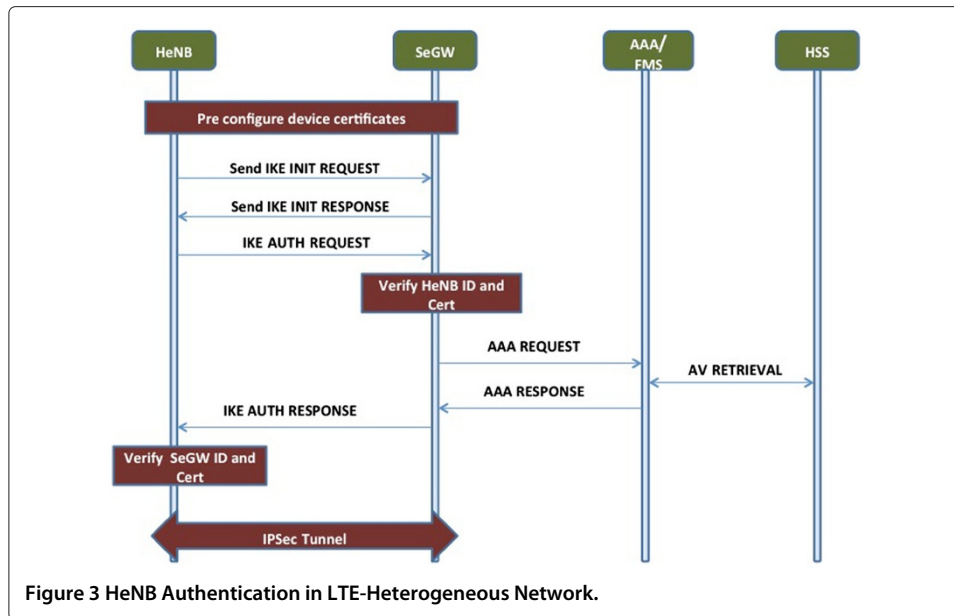 HeNB
SeGW
AAA/
FMS
HSS
Pre configure device certificates
Send IKE INIT REQUEST
Send IKE INIT RESPONSE
IKE AUTH REQUEST
Verify HeNB ID and
Cert
AAA REQUEST
AV RETRIEVAL
AAA RESPONSE
IKE AUTH RESPONSE
Verify SeGW ID and
Cert
IPSec Tunnel
Figure 3 HeNB Authentication in LTE-Heterogeneous Network.